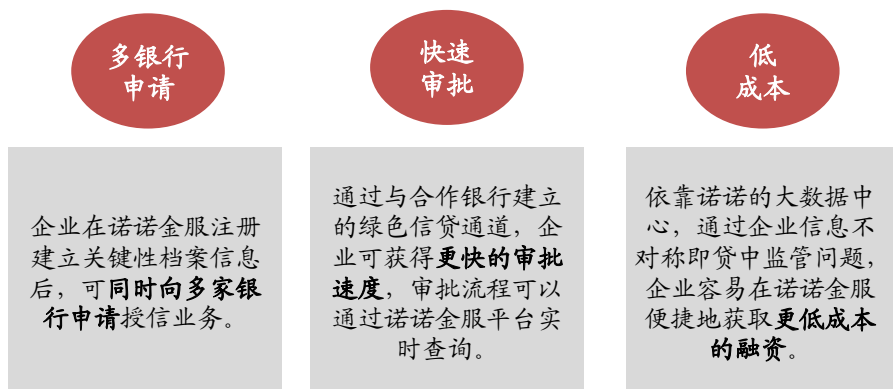 多银行
申请
快速
审批
低
成本
企业在诺诺金服注册
建立关键性档案信息
后，可同时向多家银
行申请授信业务。
通过与合作银行建立
的绿色信贷通道，企
业可获得更快的审批
速度，审批流程可以
通过诺诺金服平台实
时查询。
依靠诺诺的大数据中
心，通过企业信息不
对称即贷中监管问题，
企业容易在诺诺金服
便捷地获取更低成本
的融资。